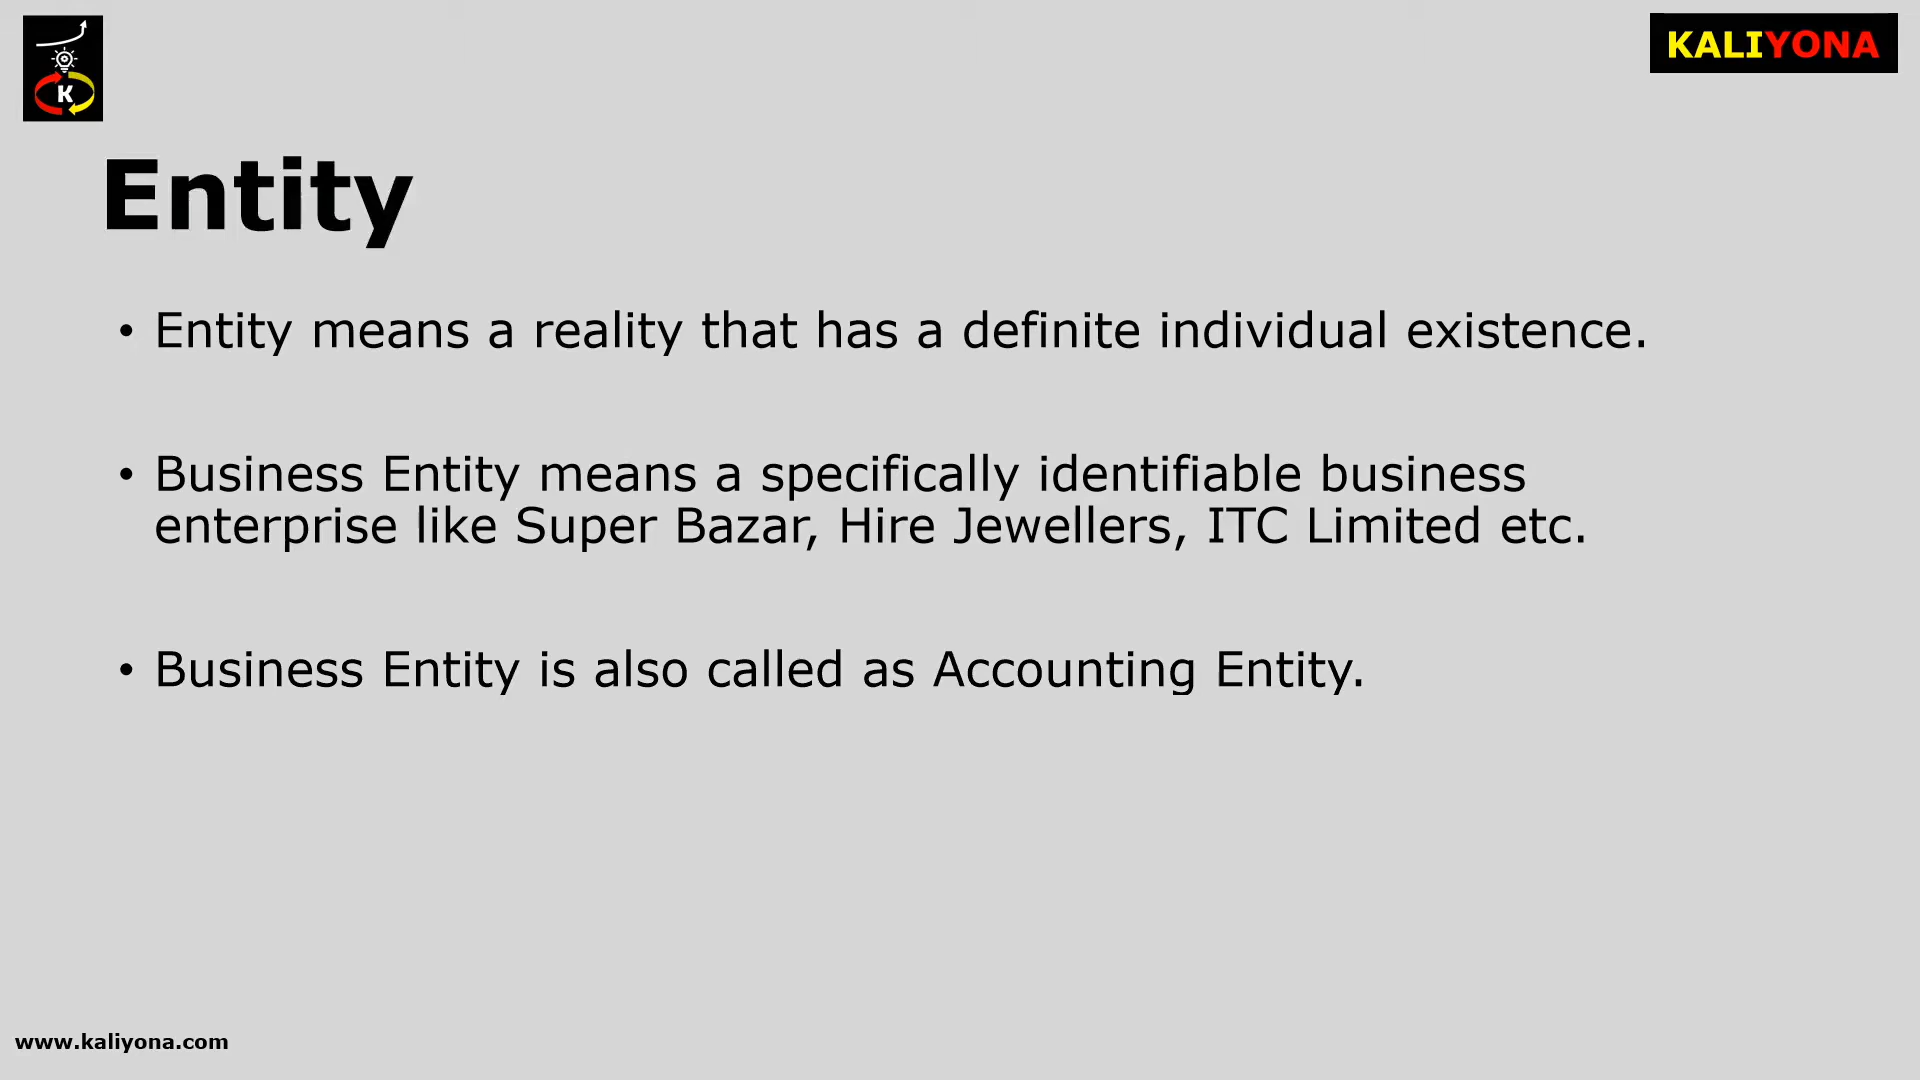 K
KALIYONA
Entity
• Entity means a reality that has a definite individual existence.
• Business Entity means a specifically identifiable business
enterprise like Super Bazar, Hire Jewellers, ITC Limited etc.
• Business Entity is also called as Accounting Entity.
www.kaliyona.com